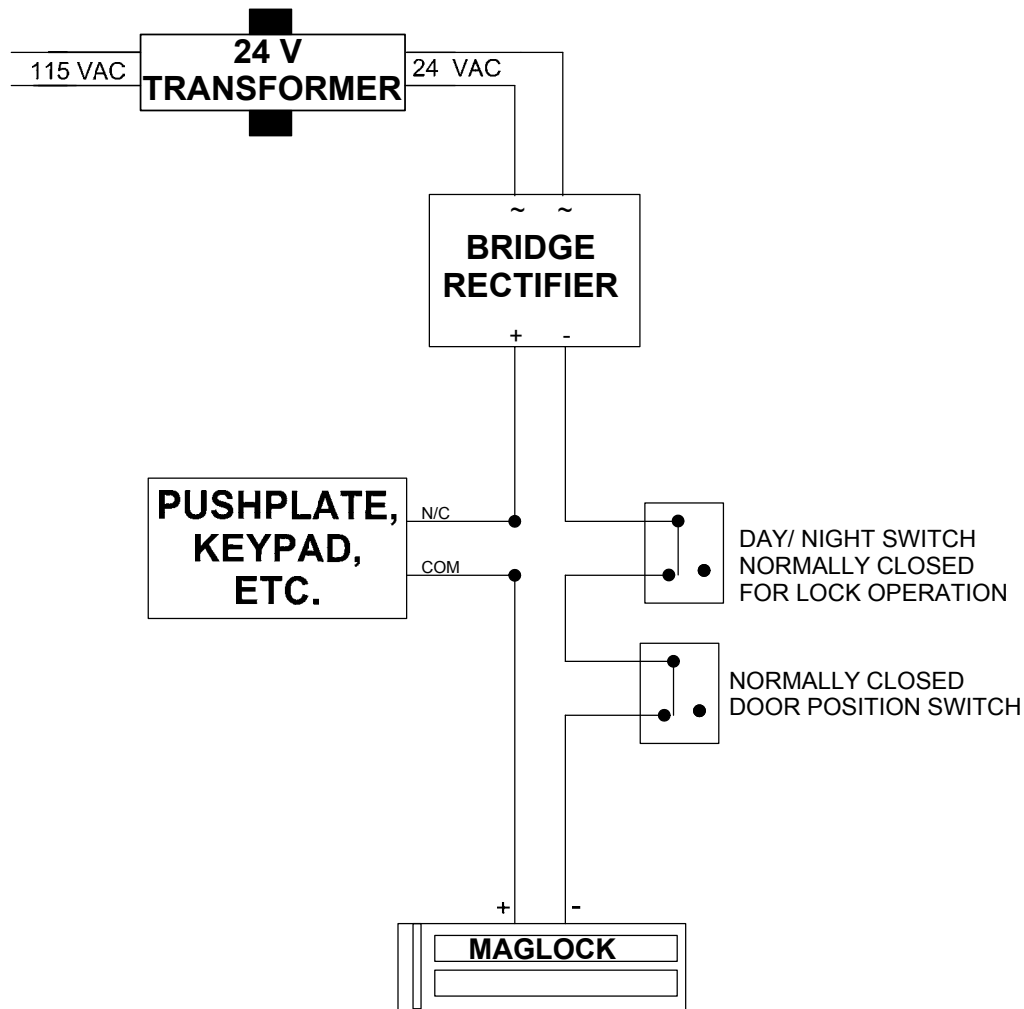 24 V
TRANSFORMER
115 VAC
24 VAC
~ ~
BRIDGE
RECTIFIER
+ -
PUSHPLATE,
KEYPAD,
ETC.
N/C
COM
DAY/ NIGHT SWITCH
NORMALLY CLOSED
FOR LOCK OPERATION
NORMALLY CLOSED
DOOR POSITION SWITCH
+ -
MAGLOCK